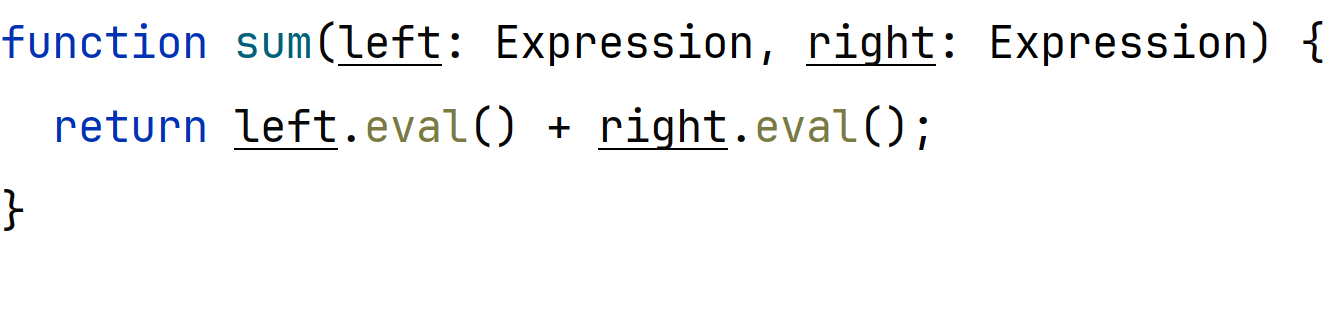 function sum(left: Expression, right: Expression) {
  return left.eval() + right.eval();
}